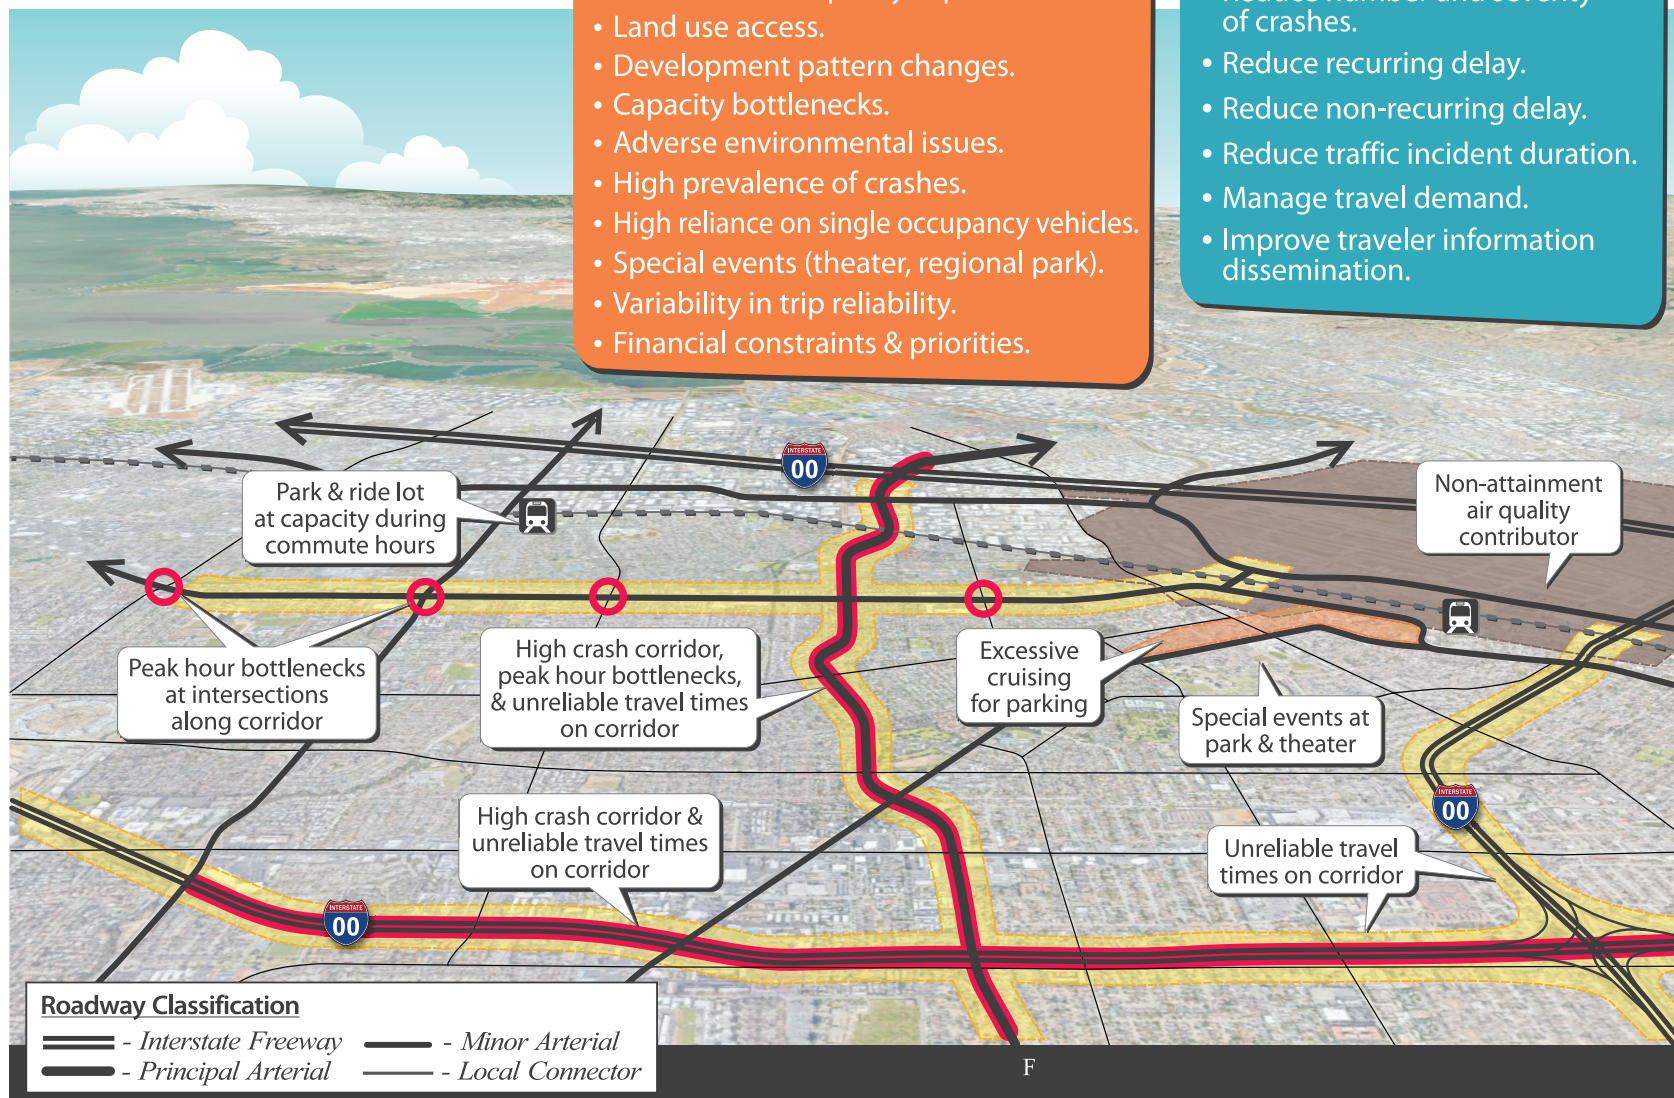 • Land use access.
• Development pattern changes.
• Capacity bottlenecks.
• Adverse environmental issues.
• High prevalence of crashes.
• High reliance on single occupancy vehicles.
• Special events (theater, regional park).
• Variability in trip reliability.
• Financial constraints & priorities.
Reduce number and severity
of crashes.
• Reduce recurring delay.
• Reduce non-recurring delay.
• Reduce traffic incident duration.
• Manage travel demand.
• Improve traveler information
dissemination.
INTERSTATE
00
Park & ride lot
at capacity during
commute hours
Non-attainment
air quality
contributor
Peak hour bottlenecks
at intersections
along corridor
High crash corridor,
peak hour bottlenecks,
& unreliable travel times
on corridor
Excessive
cruising
for parking
Special events at
park & theater
INTERSTATE
00
High crash corridor &
unreliable travel times
on corridor
Unreliable travel
times on corridor
INTERSTATE
00
Roadway Classification
- Interstate Freeway
- Minor Arterial
- Principal Arterial
- Local Connector
F